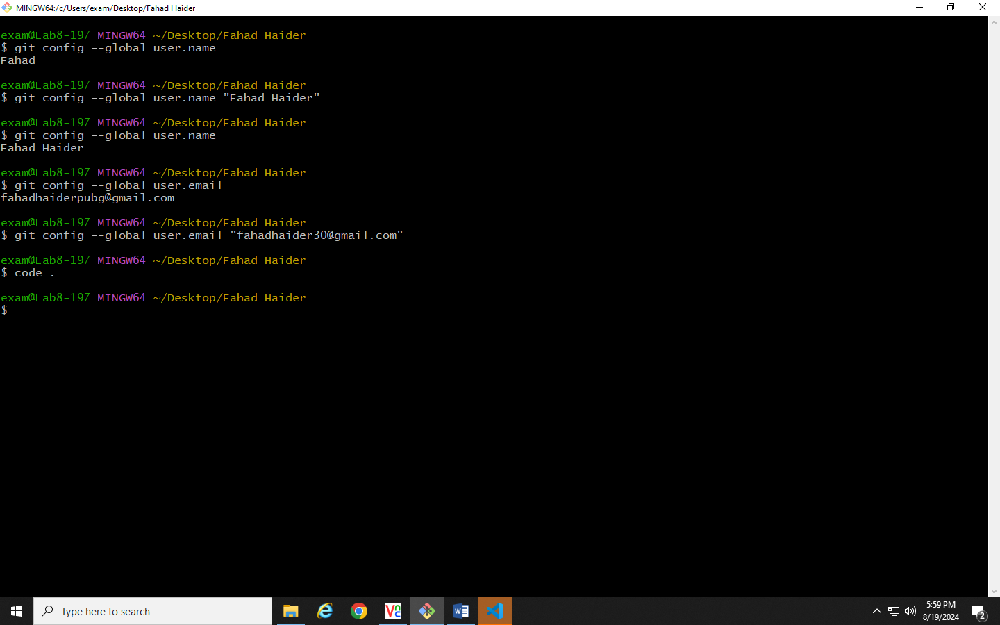 MINGW64:/c/Users/exam/Desktop/Fahad Haider
exam@Lab8-197 MINGW64 ~/Desktop/Fahad Haider
$ git config --global user.name
Fahad
exam@Lab8-197 MINGW64 ~/Desktop/Fahad Haider
$ git config --global user.name "Fahad Haider"
exam@Lab8-197 MINGW64 ~/Desktop/Fahad Haider
$ git config --global user.name
Fahad Haider
exam@Lab8-197 MINGW64 ~/Desktop/Fahad Haider
$ git config --global user.email
fahadhaiderpubg@gmail.com
exam@Lab8-197 MINGW64 ~/Desktop/Fahad Haider
$ git config --global user.email "fahadhaider30@gmail.com"
exam@Lab8-197 MINGW64 ~/Desktop/Fahad Haider
$ code .
exam@Lab8-197 MINGW64 ~/Desktop/Fahad Haider
$
Type here to search
5:59 PM
8/19/2024
2